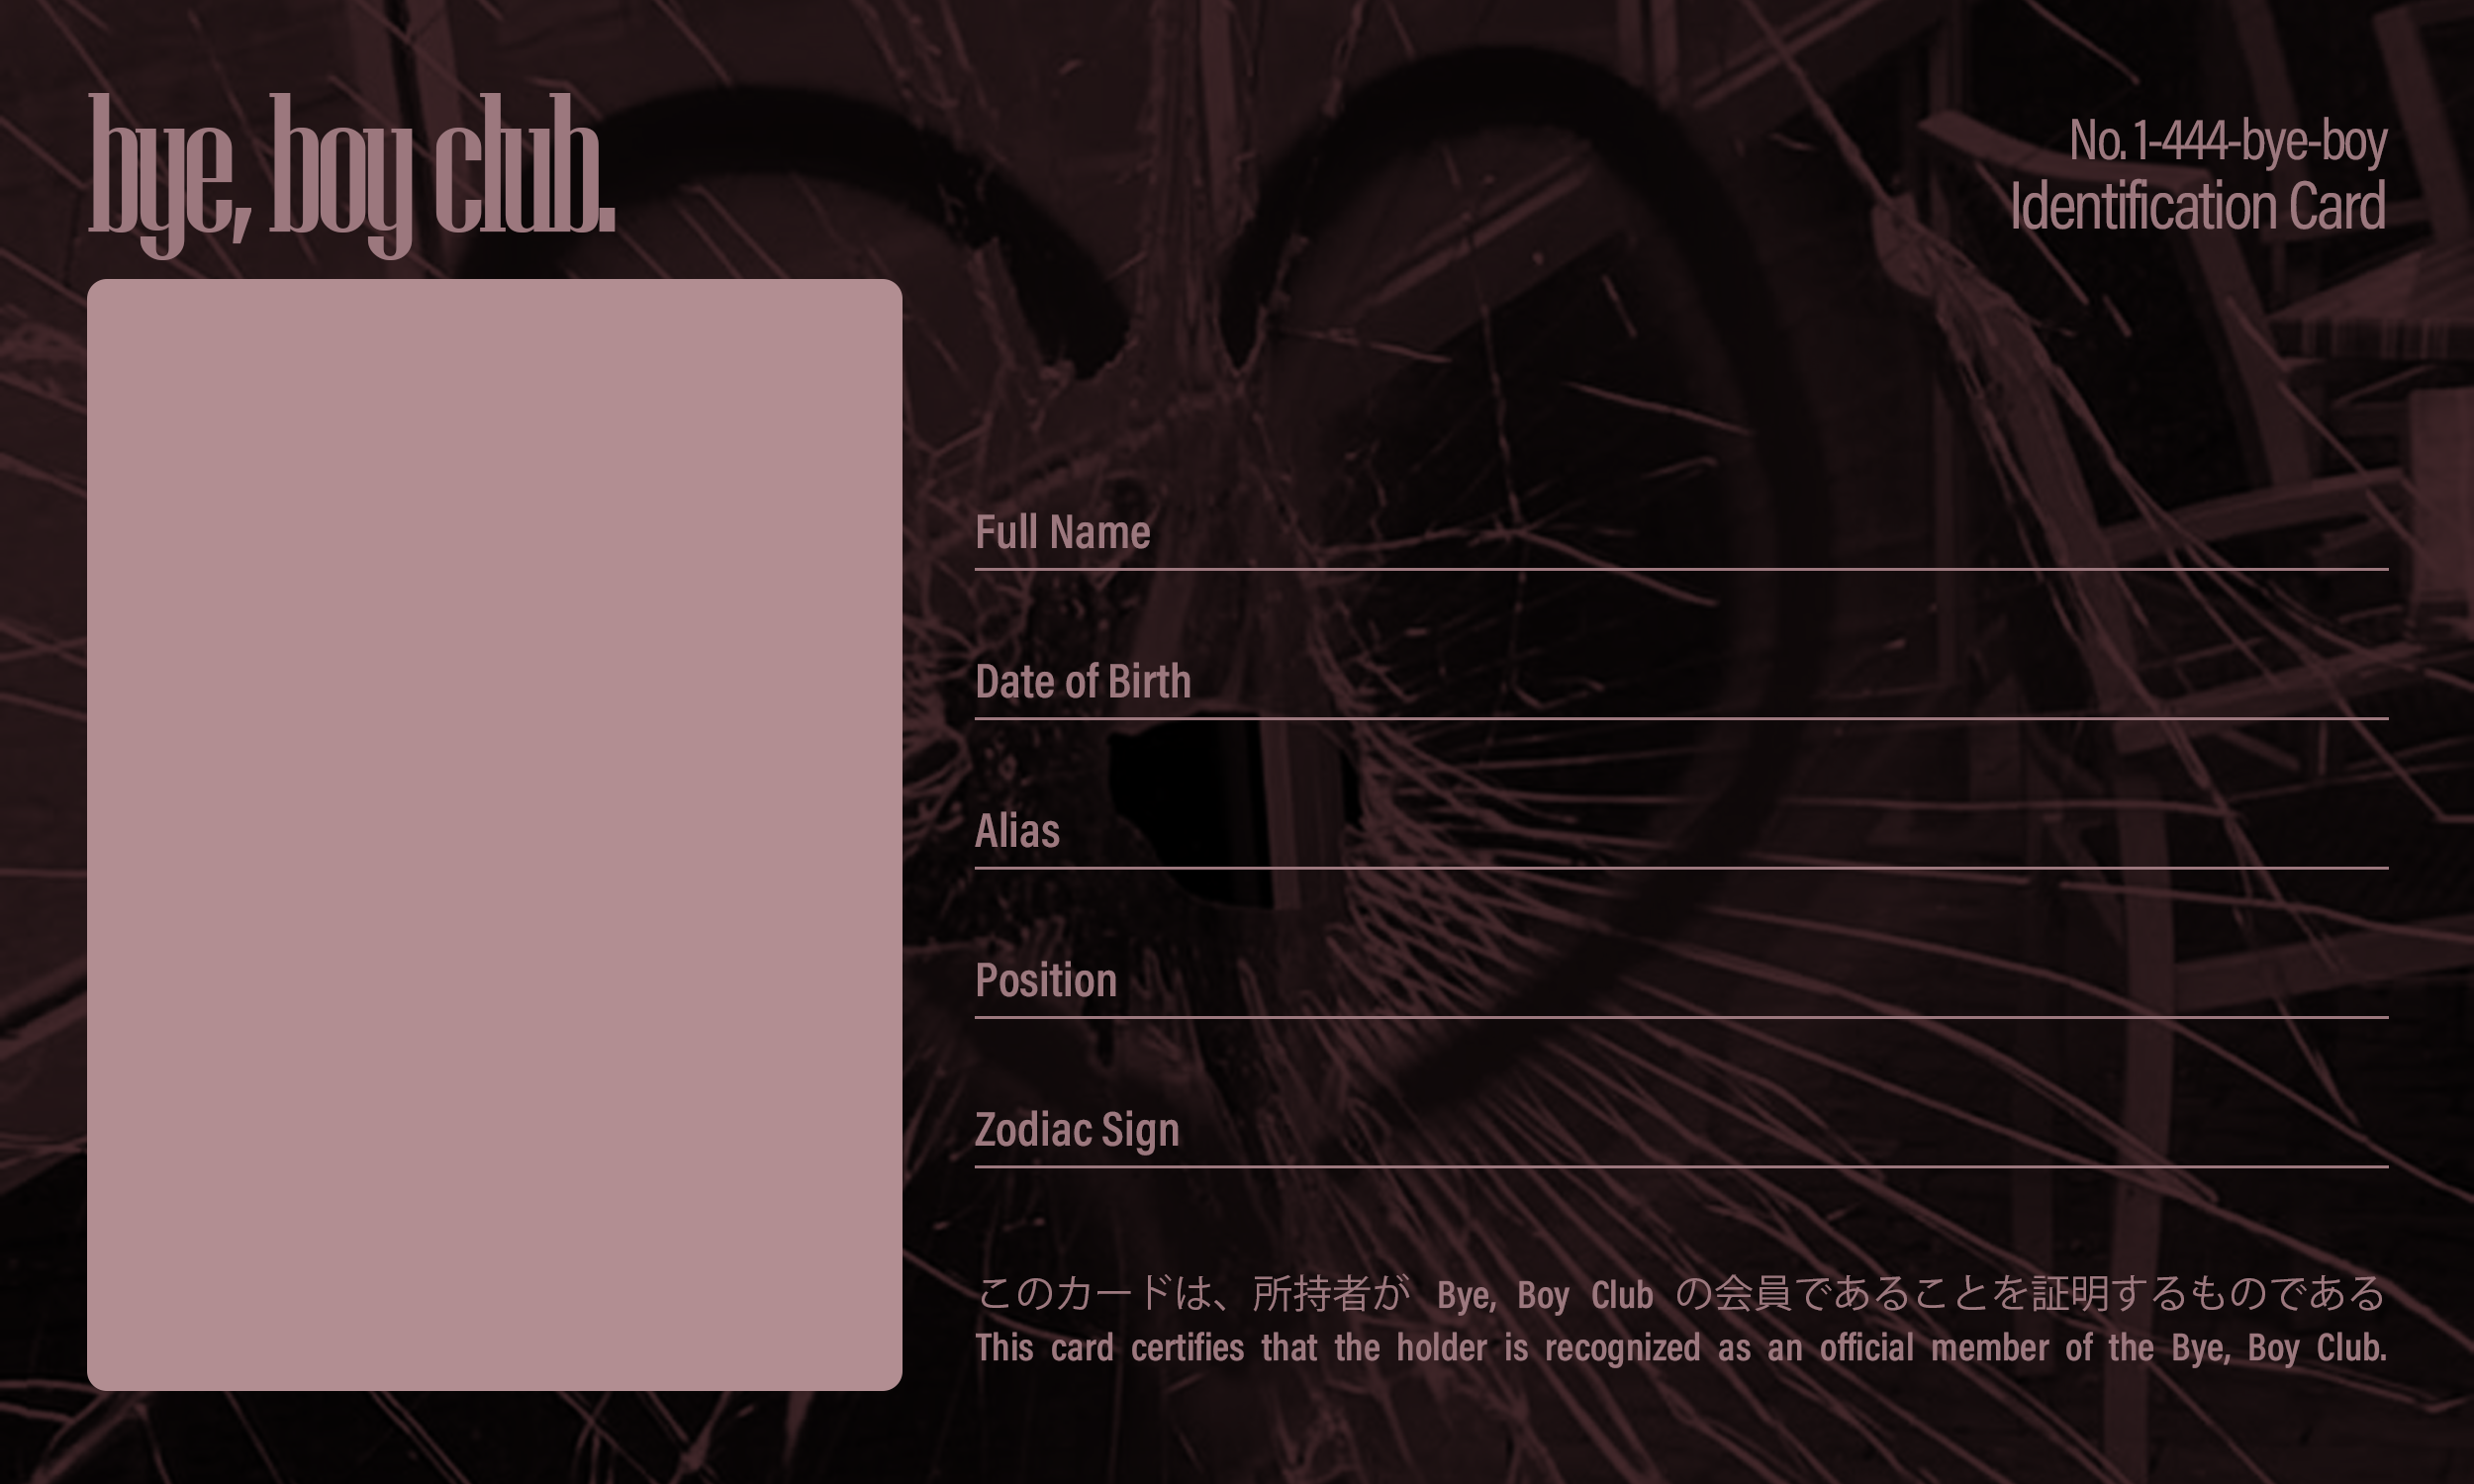 bye, boy club.
No. 1-444-bye-boy
Identification Card
Full Name
Date of Birth
Alias
Position
Zodiac Sign
このカードは、所持者が Bye, Boy Club の会員であることを証明するものである
This card certifies that the holder is recognized as an official member of the Bye, Boy Club.